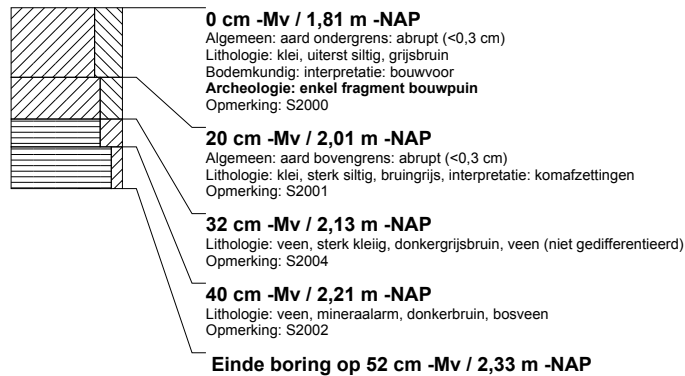 0 cm -Mv / 1,81 m -NAP
Algemeen: aard ondergrens: abrupt (<0,3 cm)
Lithologie: klei, uiterst siltig, grijsbruin
Bodemkundig: interpretatie: bouwvoor
Archeologie: enkel fragment bouwpuin
Opmerking: S2000
20 cm -Mv / 2,01 m -NAP
Algemeen: aard bovengrens: abrupt (<0,3 cm)
Lithologie: klei, sterk siltig, bruingrijs, interpretatie: komafzettingen
Opmerking: S2001
32 cm -Mv / 2,13 m -NAP
Lithologie: veen, sterk kleiig, donkergrijsbruin, veen (niet gedifferentieerd)
Opmerking: S2004
40 cm -Mv / 2,21 m -NAP
Lithologie: veen, mineraalarm, donkerbruin, bosveen
Opmerking: S2002
Einde boring op 52 cm -Mv / 2,33 m -NAP